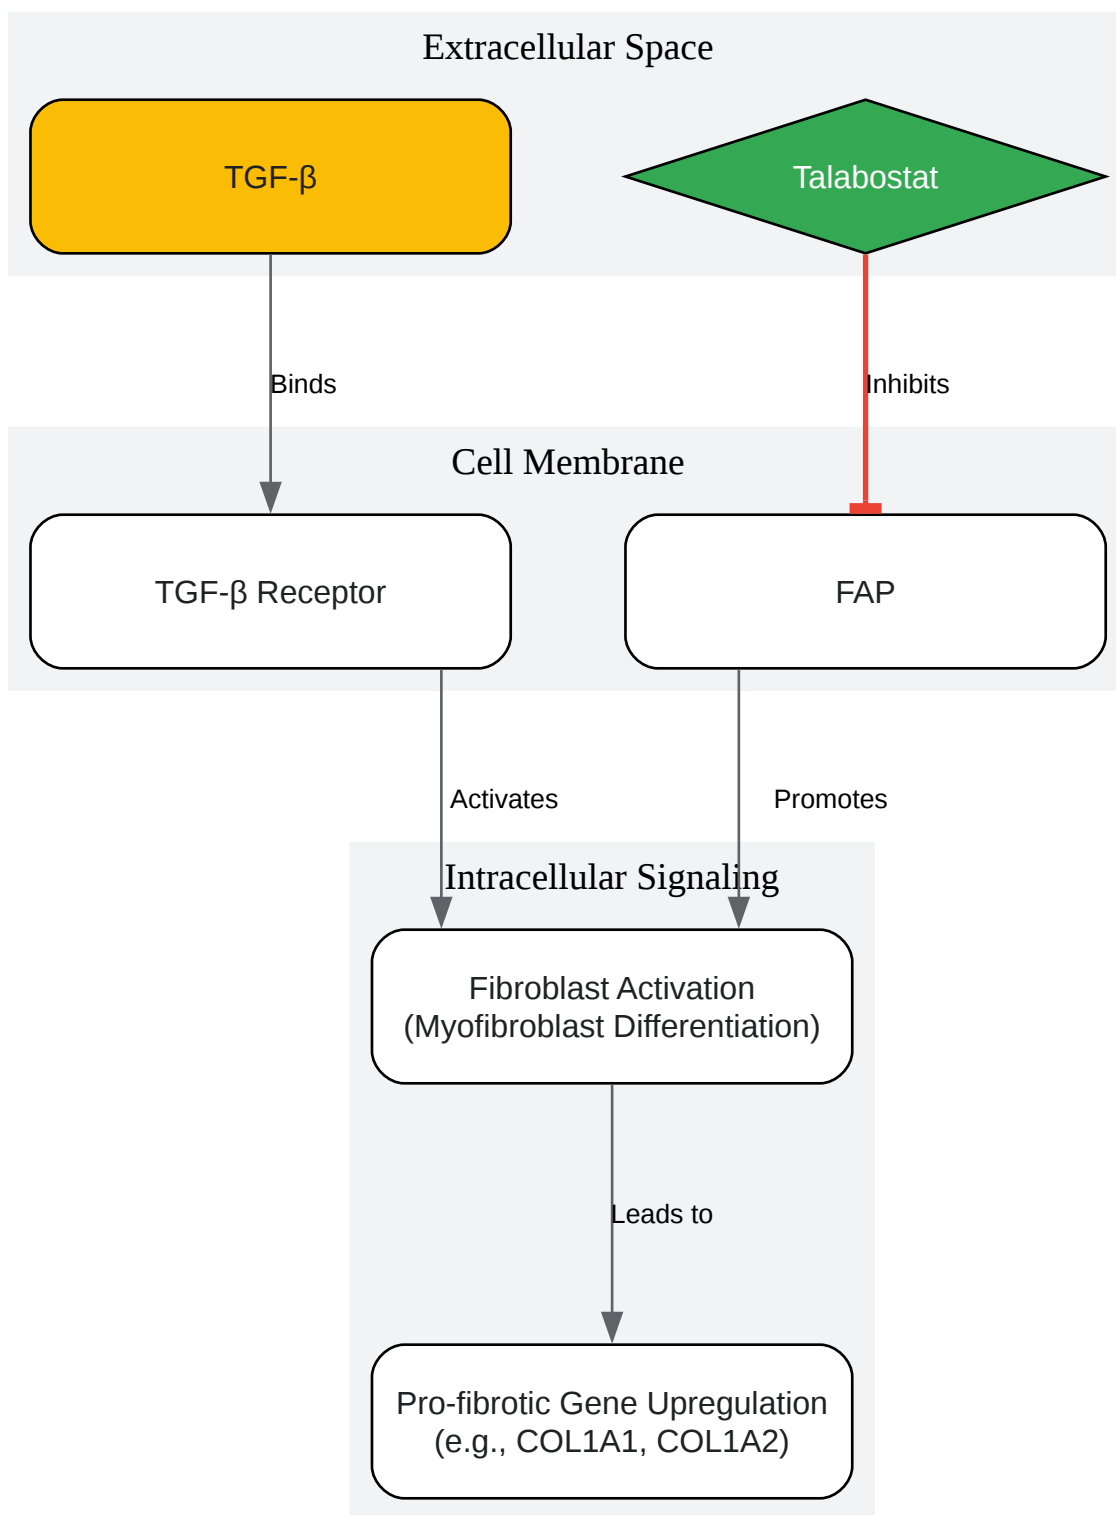 Extracellular Space
TGF-β
Talabostat
Binds
Inhibits
Cell Membrane
TGF-β Receptor
FAP
Activates
Promotes
Intracellular Signaling
Fibroblast Activation
(Myofibroblast Differentiation)
Leads to
Pro-fibrotic Gene Upregulation
(e.g., COL1A1, COL1A2)